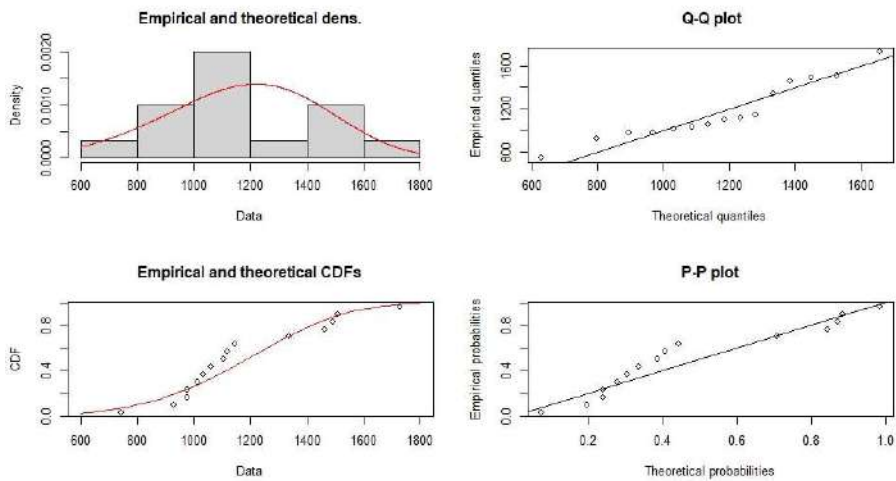 Empirical and theoretical dens.
Density
0.0000 0.0010 0.0020
600 800 1000 1200 1400 1600 1800
Data
Q-Q plot
Empirical quantiles
800 1200 1600
600 800 1000 1200 1400 1600
Theoretical quantiles
Empirical and theoretical CDFs
CDF
0.0 0.4 0.8
600 800 1000 1200 1400 1600 1800
Data
P-P plot
Empirical probabilities
0.0 0.4 0.8
0.2 0.4 0.6 0.8 1.0
Theoretical probabilities